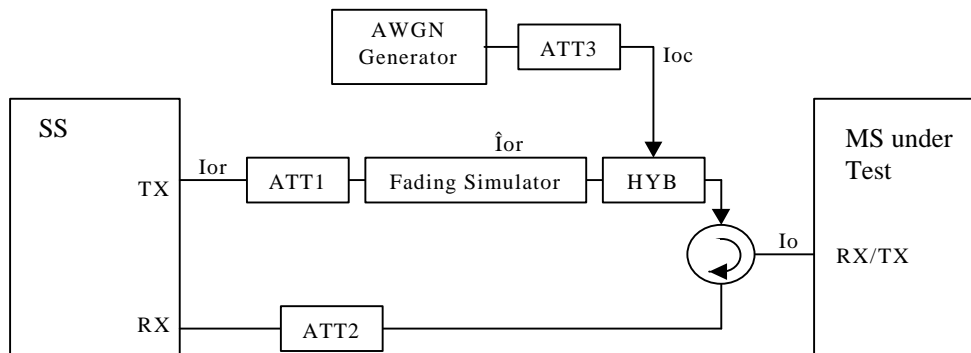 AWGN
Generator
ATT3
Ioc
SS
MS under
Test
Îor
Ior
TX
ATT1
Fading Simulator
HYB
Io
RX/TX
RX
ATT2